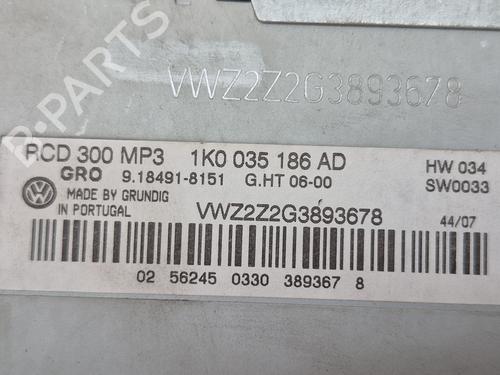 VWZ2Z2G3893678
RCD 300 MP3 1K0 035 186 AD HW 034
GRO 9.18491-8151 G.HT 06-00 SW0033
MADE BY GRUNDIG
IN PORTUGAL VWZ2Z2G3893678 44/07
02 56245 0330 389367 8
B-PARTS